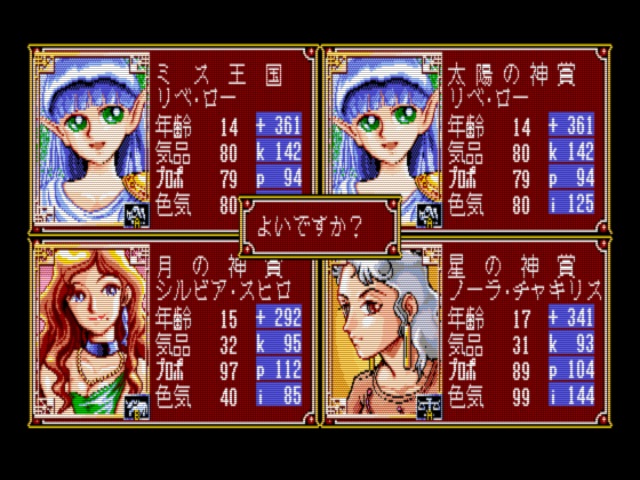 ミス王国
リベ・ロー
年齢 14 + 361
気品 80 k 142
プロポ 79 p 94
色気 80
太陽の神賞
リベ・ロー
年齢 14 + 361
気品 80 k 142
プロポ 79 p 94
色気 80 i 125
よいですか?
月の神賞
シルビア・スピロ
年齢 15 + 292
気品 32 k 95
プロポ 97 p 112
色気 40 i 85
星の神賞
ノーラ・チャキリス
年齢 17 + 341
気品 31 k 93
プロポ 89 p 104
色気 99 i 144